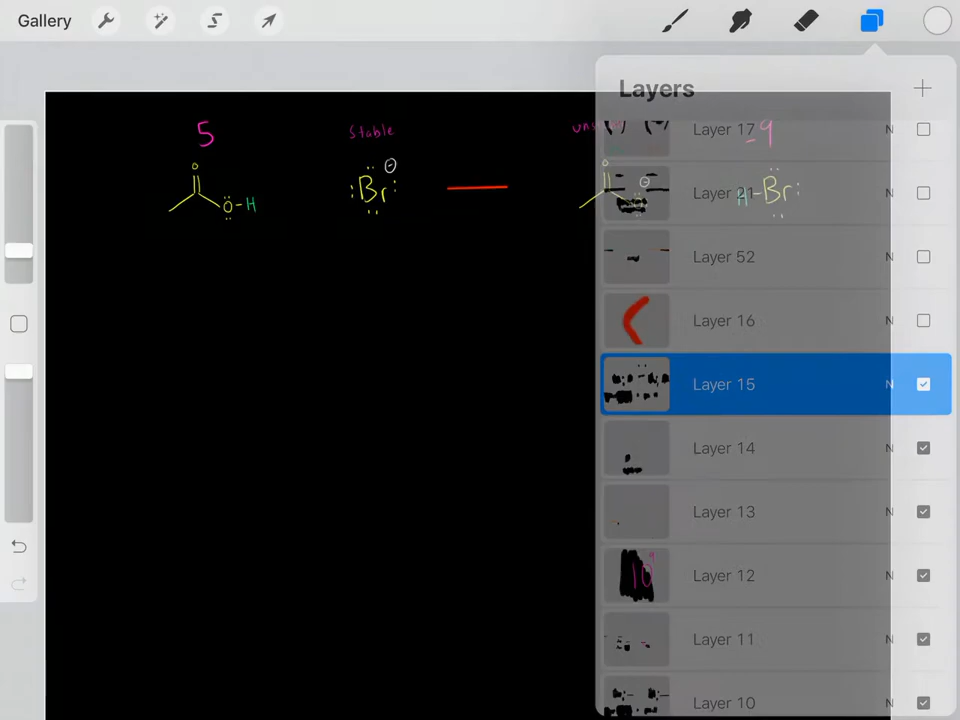 Gallery
Layers
5
Stable
-9
O
O-H
Br
⊖
O
⊖
H-Br
Layer 17 N
Layer 21 N
Layer 52 N
Layer 16 N
Layer 15 N
Layer 14 N
Layer 13 N
10⁹ Layer 12 N
Layer 11 N
Layer 10 N